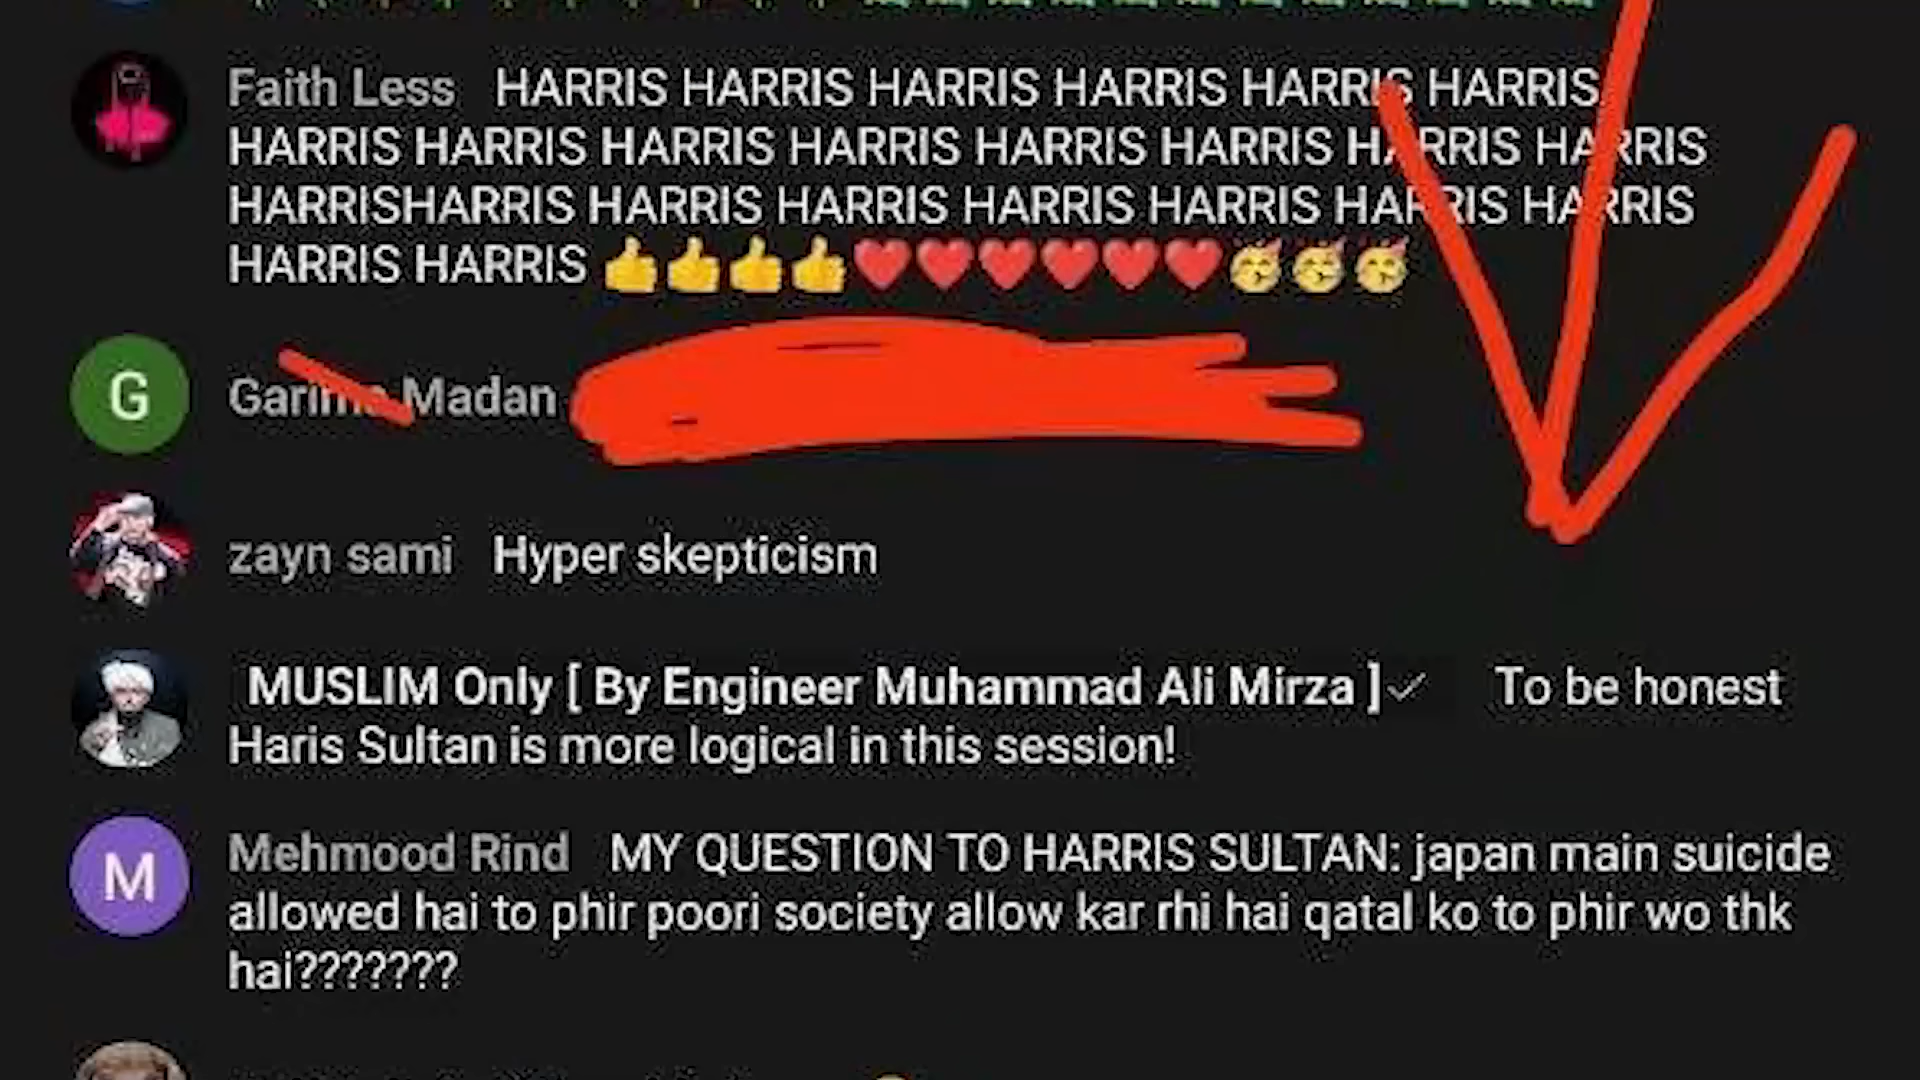 Faith Less HARRIS HARRIS HARRIS HARRIS HARRIS HARRIS
HARRIS HARRIS HARRIS HARRIS HARRIS HARRIS HARRIS HARRIS
HARRISHARRIS HARRIS HARRIS HARRIS HARRIS HARRIS HARRIS
HARRIS HARRIS 👍👍👍👍❤️❤️❤️❤️❤️❤️🥳🥳🥳
G
Garima Madan
zayn sami Hyper skepticism
MUSLIM Only [ By Engineer Muhammad Ali Mirza ]✓ To be honest
Haris Sultan is more logical in this session!
M
Mehmood Rind MY QUESTION TO HARRIS SULTAN: japan main suicide
allowed hai to phir poori society allow kar rhi hai qatal ko to phir wo thk
hai???????